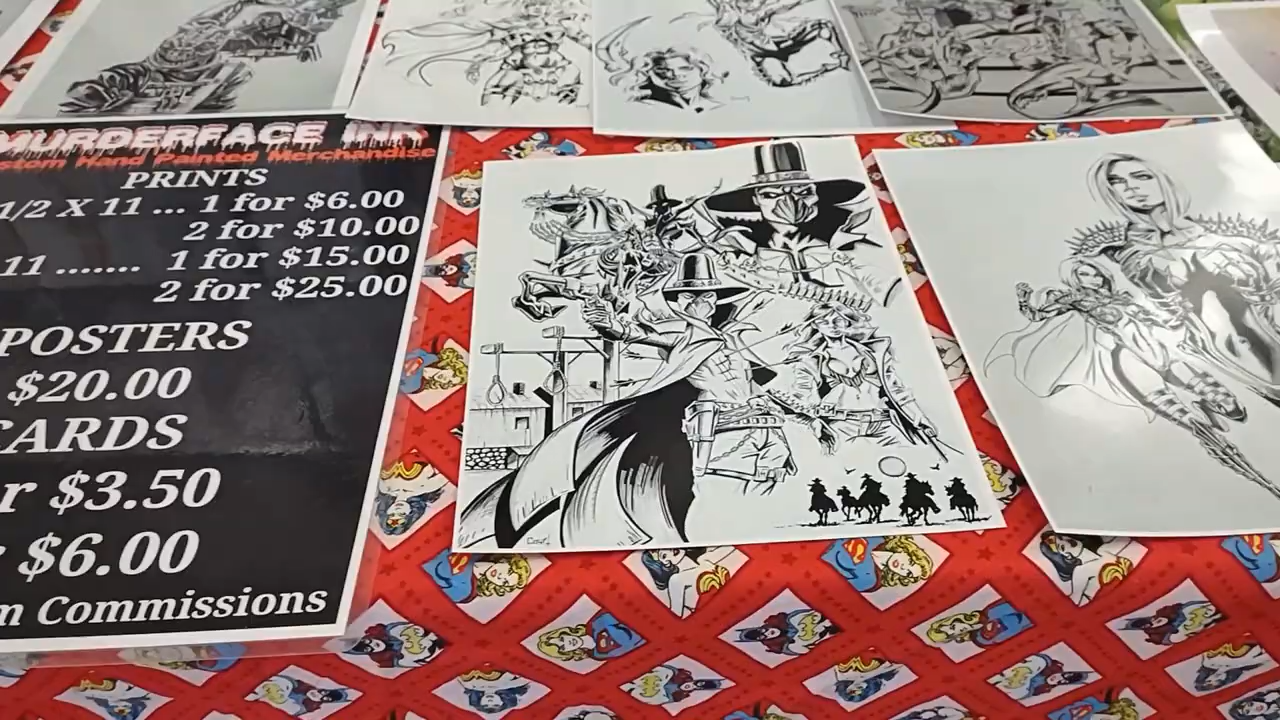 MURDERFACE INK
stom Hand Painted Merchandise
PRINTS
1/2 X 11 ... 1 for $6.00
2 for $10.00
11 ....... 1 for $15.00
2 for $25.00
POSTERS
$20.00
CARDS
r $3.50
$6.00
m Commissions